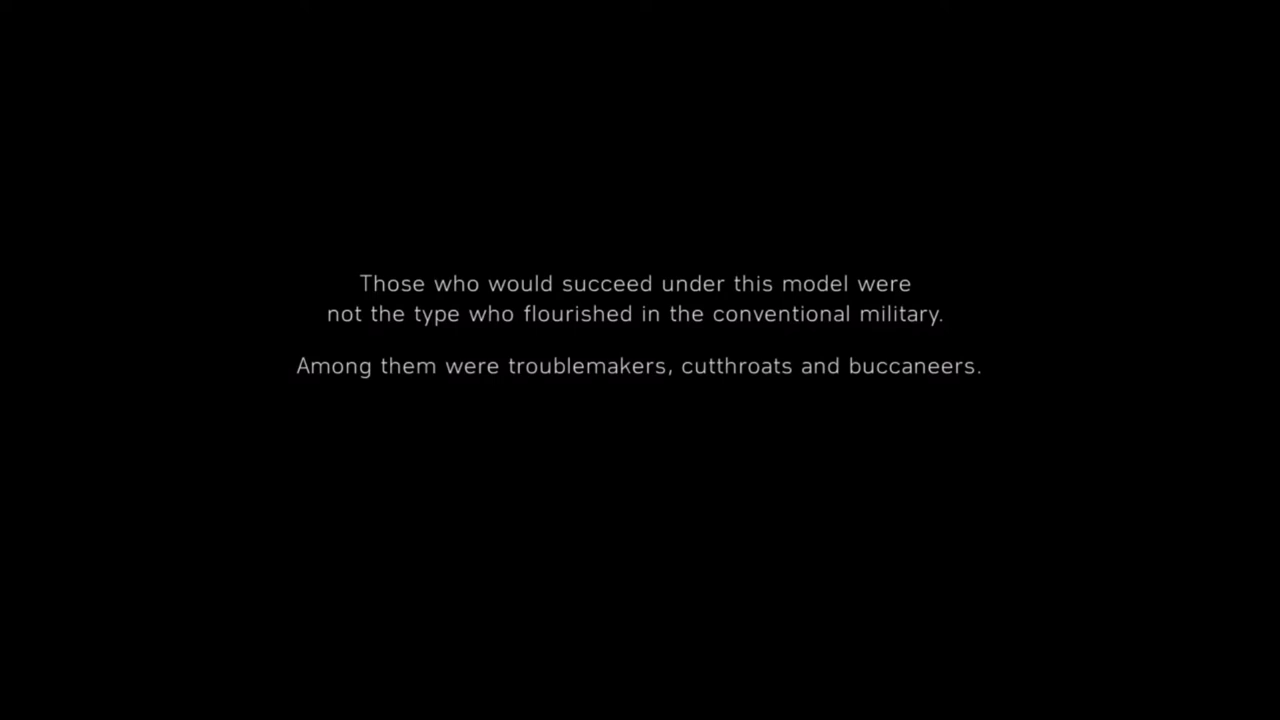 Those who would succeed under this model were
not the type who flourished in the conventional military.
Among them were troublemakers, cutthroats and buccaneers.